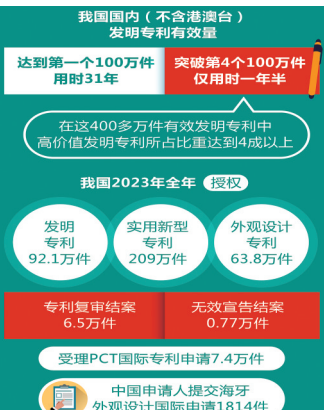 我国国内（不含港澳台）
发明专利有效量
达到第一个100万件
用时31年
突破第4个100万件
仅用时一年半
在这400多万件有效发明专利中
高价值发明专利所占比重达到4成以上
我国2023年全年 授权
发明
专利
92.1万件
实用新型
专利
209万件
外观设计
专利
63.8万件
专利复审结案
6.5万件
无效宣告结案
0.77万件
受理PCT国际专利申请7.4万件
中国申请人提交海牙
外观设计国际申请1814件